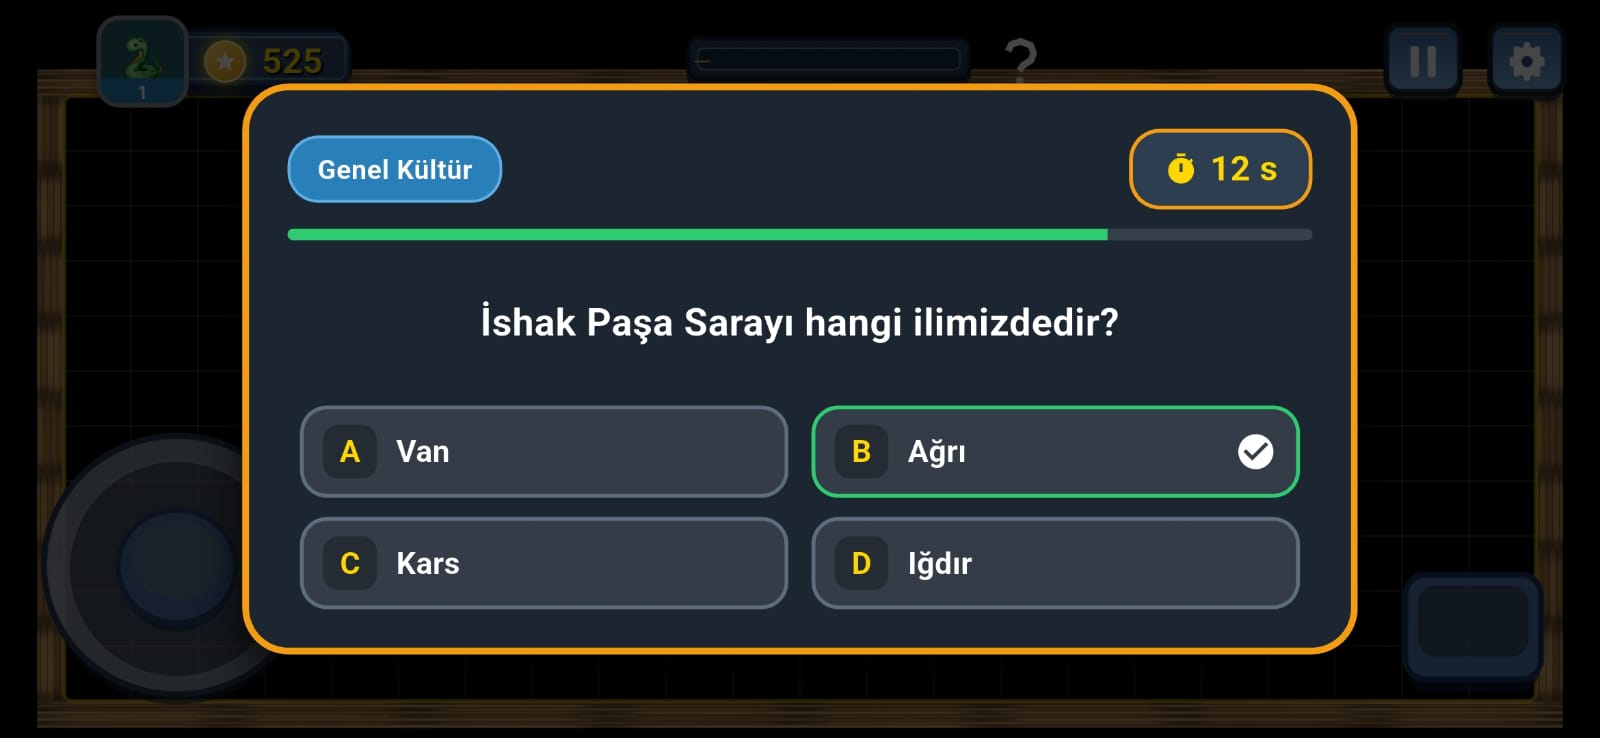 525
?
1
Genel Kültür
12 s
İshak Paşa Sarayı hangi ilimizdedir?
A Van
B Ağrı
C Kars
D Iğdır